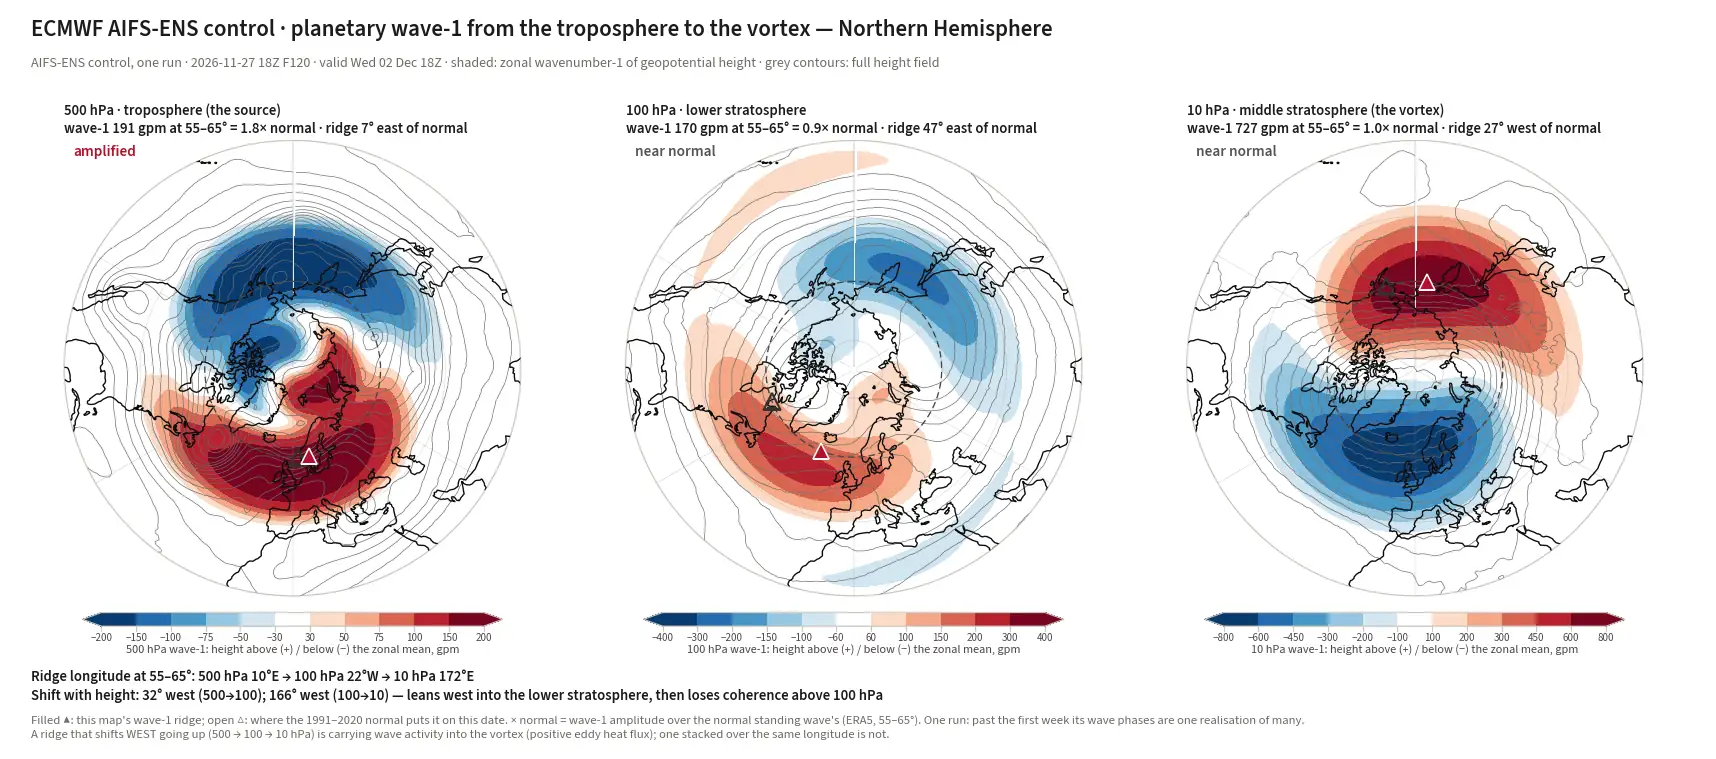 ECMWF AIFS-ENS control · planetary wave-1 from the troposphere to the vortex — Northern Hemisphere
AIFS-ENS control, one run · 2026-11-27 18Z F120 · valid Wed 02 Dec 18Z · shaded: zonal wavenumber-1 of geopotential height · grey contours: full height field
500 hPa · troposphere (the source)
wave-1 191 gpm at 55–65° = 1.8× normal · ridge 7° east of normal
amplified
100 hPa · lower stratosphere
wave-1 170 gpm at 55–65° = 0.9× normal · ridge 47° east of normal
near normal
10 hPa · middle stratosphere (the vortex)
wave-1 727 gpm at 55–65° = 1.0× normal · ridge 27° west of normal
near normal
−200 −150 −100 −75 −50 −30 30 50 75 100 150 200
500 hPa wave-1: height above (+) / below (−) the zonal mean, gpm
−400 −300 −200 −150 −100 −60 60 100 150 200 300 400
100 hPa wave-1: height above (+) / below (−) the zonal mean, gpm
−800 −600 −450 −300 −200 −100 100 200 300 450 600 800
10 hPa wave-1: height above (+) / below (−) the zonal mean, gpm
Ridge longitude at 55–65°: 500 hPa 10°E → 100 hPa 22°W → 10 hPa 172°E
Shift with height: 32° west (500→100); 166° west (100→10) — leans west into the lower stratosphere, then loses coherence above 100 hPa
Filled ▲: this map's wave-1 ridge; open △: where the 1991–2020 normal puts it on this date. × normal = wave-1 amplitude over the normal standing wave's (ERA5, 55–65°). One run: past the first week its wave phases are one realisation of many.
A ridge that shifts WEST going up (500 → 100 → 10 hPa) is carrying wave activity into the vortex (positive eddy heat flux); one stacked over the same longitude is not.